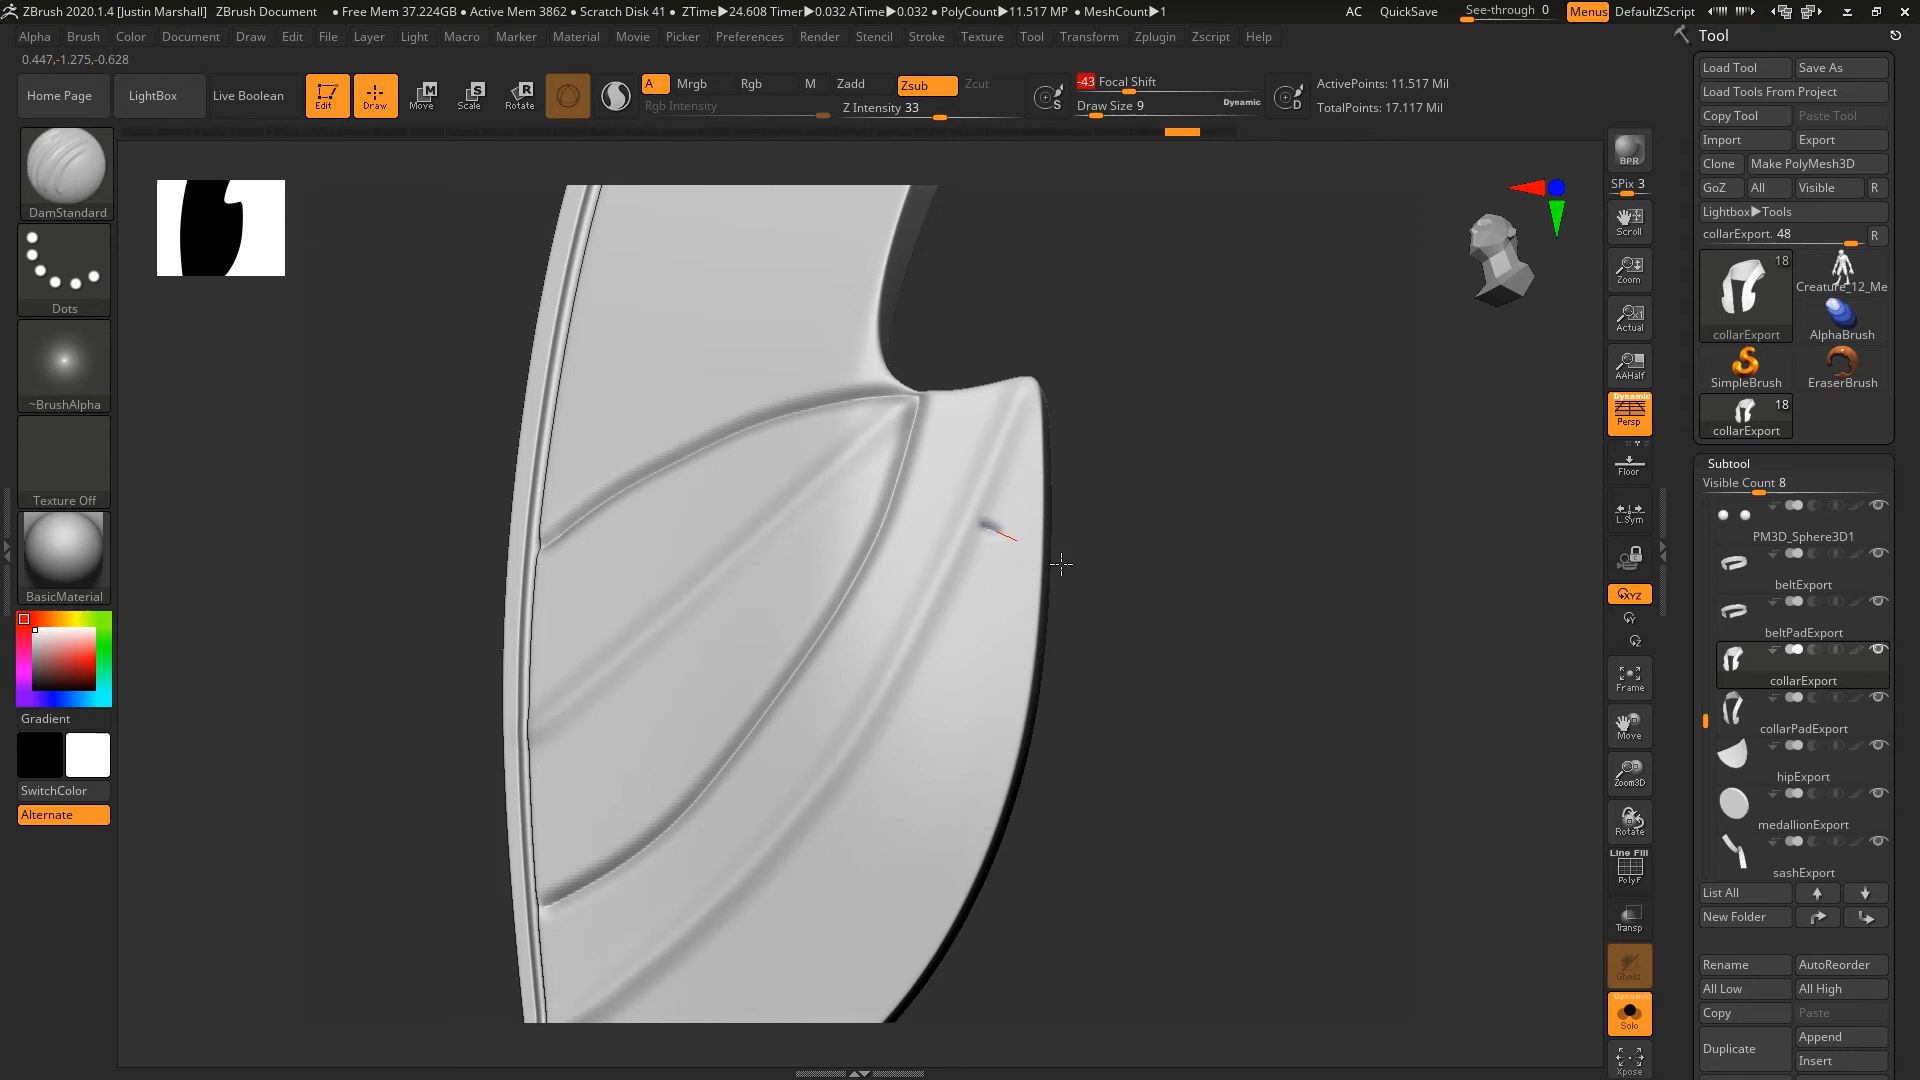 ZBrush 2020.1.4 [Justin Marshall] ZBrush Document ● Free Mem 37.224GB ● Active Mem 3862 ● Scratch Disk 41 ● ZTime▶24.608 Timer▶0.032 ATime▶0.032 ● PolyCount▶11.517 MP ● MeshCount▶1 AC QuickSave See-through 0 Menus DefaultZScript
Alpha Brush Color Document Draw Edit File Layer Light Macro Marker Material Movie Picker Preferences Render Stencil Stroke Texture Tool Transform Zplugin Zscript Help
0.447,-1.275,-0.628
Home Page LightBox Live Boolean Edit Draw Move Scale Rotate
M S R
A Mrgb Rgb M Zadd Zsub Zcut
Rgb Intensity Z Intensity 33
S -43 Focal Shift
Draw Size 9 Dynamic
D
ActivePoints: 11.517 Mil
TotalPoints: 17.117 Mil
DamStandard
Dots
~BrushAlpha
Texture Off
BasicMaterial
Gradient
SwitchColor
Alternate
BPR
SPix 3
Scroll
Zoom
Actual
AAHalf
Dynamic
Persp
Floor
L.Sym
XYZ
Frame
Move
Zoom3D
Rotate
Line Fill
PolyF
Transp
Ghost
Dynamic
Solo
Xpose
Tool
Load Tool Save As
Load Tools From Project
Copy Tool Paste Tool
Import Export
Clone Make PolyMesh3D
GoZ All Visible R
Lightbox▶Tools
collarExport. 48 R
18
collarExport
Creature_12_Me
AlphaBrush
SimpleBrush EraserBrush
18
collarExport
Subtool
Visible Count 8
PM3D_Sphere3D1
beltExport
beltPadExport
collarExport
collarPadExport
hipExport
medallionExport
sashExport
List All
New Folder
Rename AutoReorder
All Low All High
Copy Paste
Duplicate Append
Insert